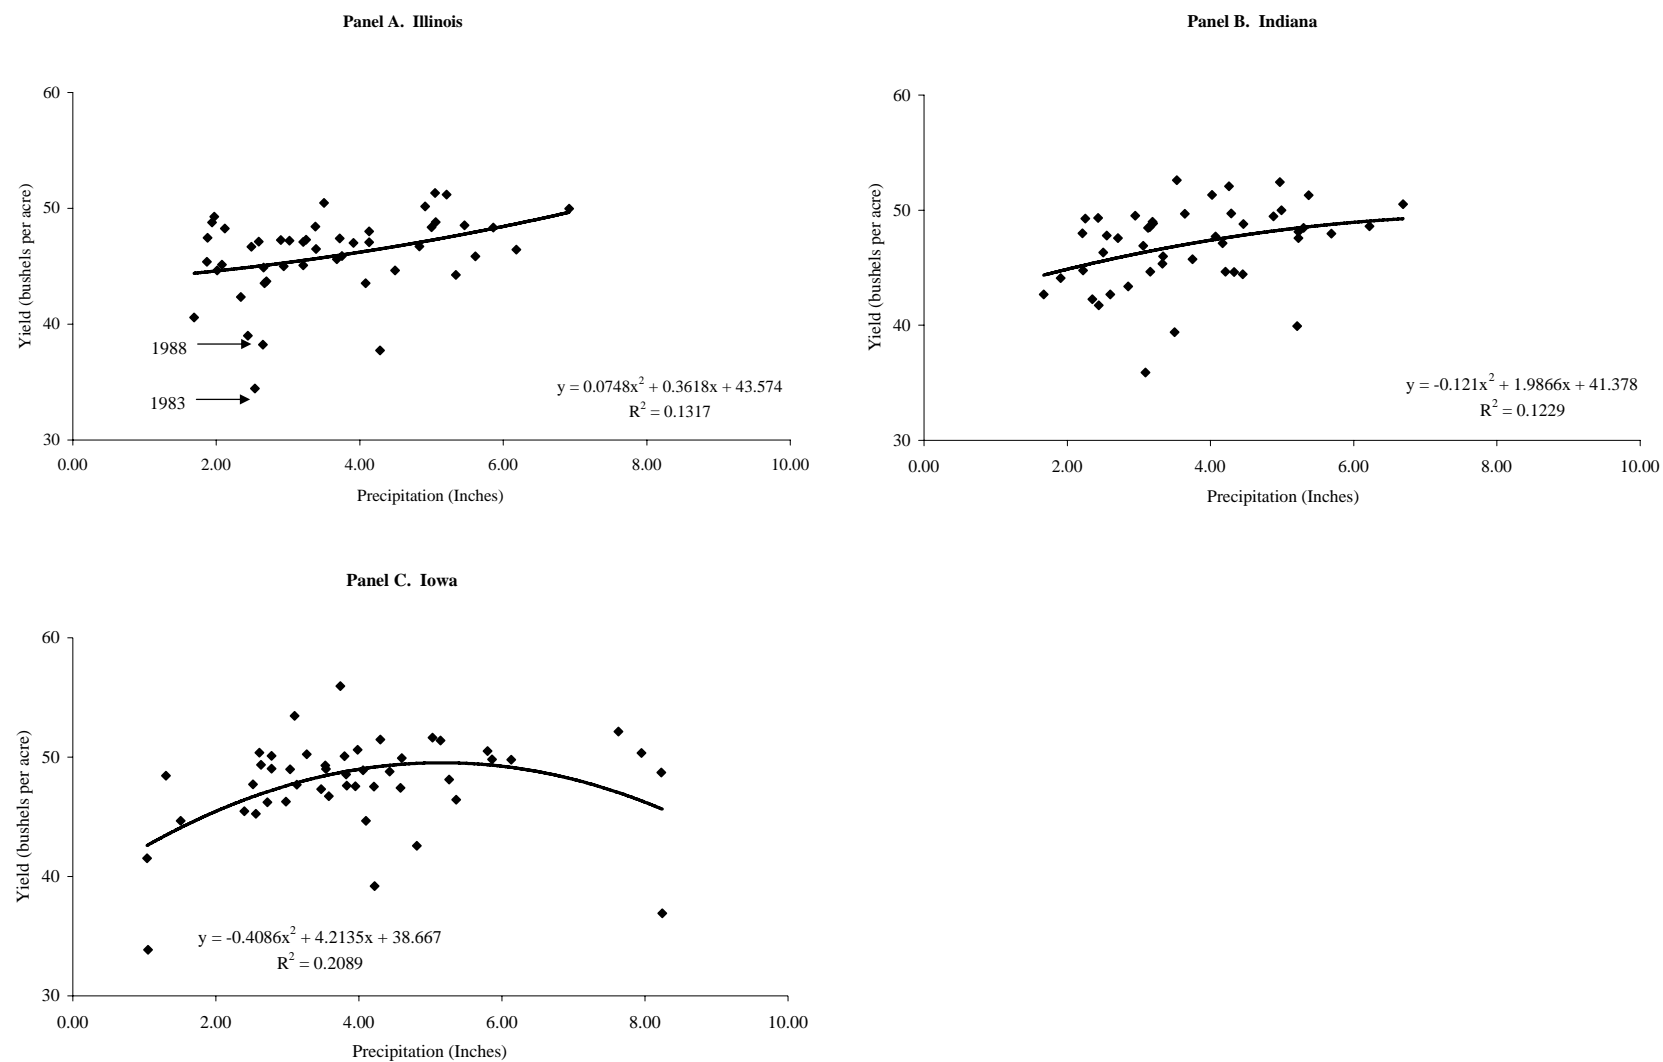 Panel A. Illinois
60
50
40
30
Yield (bushels per acre)
1988
1983
y = 0.0748x² + 0.3618x + 43.574
R² = 0.1317
0.00 2.00 4.00 6.00 8.00 10.00
Precipitation (Inches)
Panel B. Indiana
60
50
40
30
Yield (bushels per acre)
y = -0.121x² + 1.9866x + 41.378
R² = 0.1229
0.00 2.00 4.00 6.00 8.00 10.00
Precipitation (Inches)
Panel C. Iowa
60
50
40
30
Yield (bushels per acre)
y = -0.4086x² + 4.2135x + 38.667
R² = 0.2089
0.00 2.00 4.00 6.00 8.00 10.00
Precipitation (Inches)